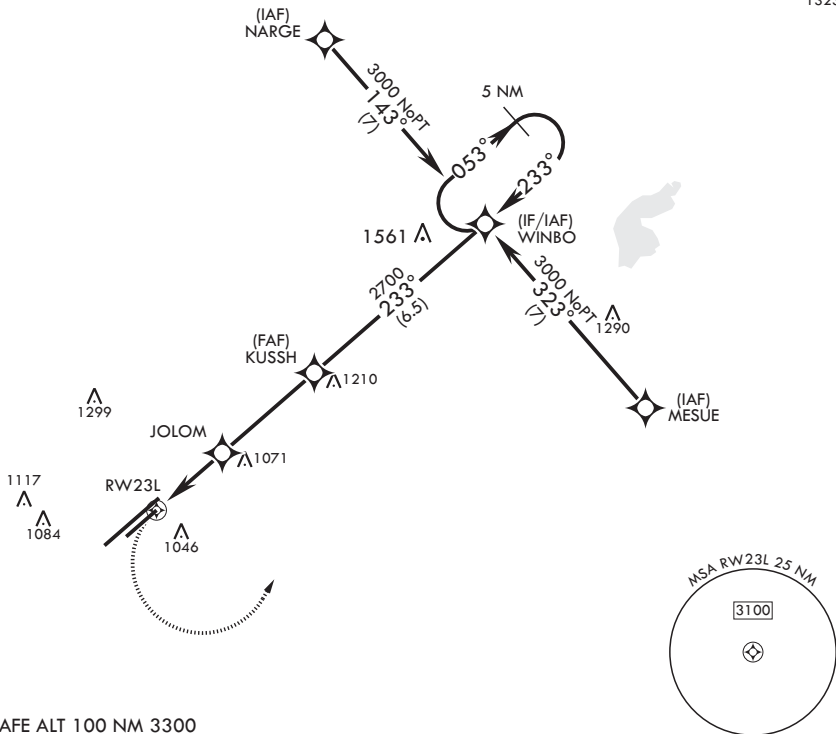 1325
(IAF)
NARGE
3000 NoPT
143°
(7)
5 NM
053°
233°
(IF/IAF)
WINBO
1561
2700
233°
(6.5)
3000 NoPT
323°
(7)
1290
(FAF)
KUSSH
1210
(IAF)
MESUE
1299
JOLOM
1071
RW23L
1117
1084
1046
MSA RW23L 25 NM
3100
AFE ALT 100 NM 3300